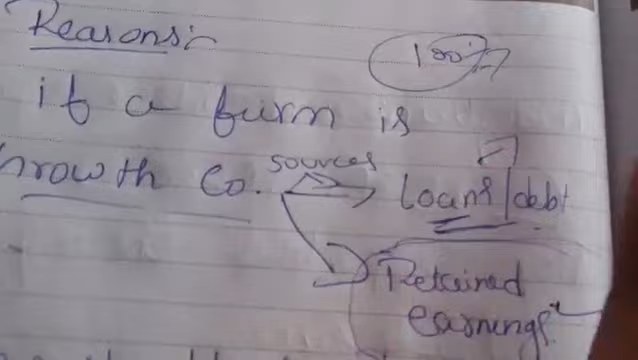 Reasons:-
100%
if a firm is
Growth Co.
sources
loans/debt
Retained
earnings